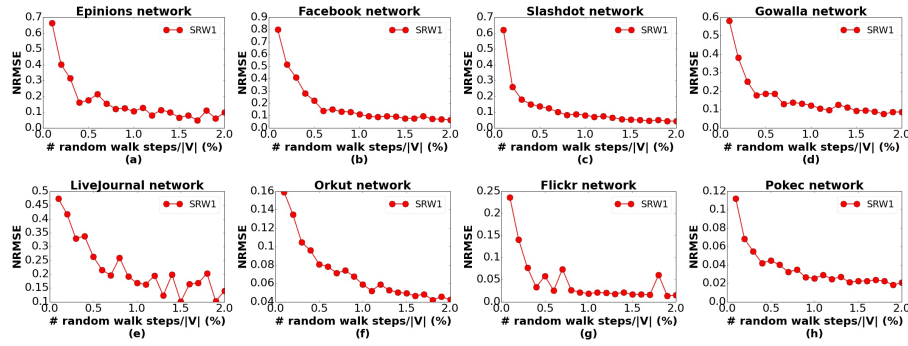 Epinions network
NRMSE
0.7
0.6
0.5
0.4
0.3
0.2
0.1
0.0
SRW1
0.0 0.5 1.0 1.5 2.0
# random walk steps/|V| (%)
(a)
Facebook network
NRMSE
0.9
0.8
0.7
0.6
0.5
0.4
0.3
0.2
0.1
0.0
SRW1
0.0 0.5 1.0 1.5 2.0
# random walk steps/|V| (%)
(b)
Slashdot network
NRMSE
0.7
0.6
0.5
0.4
0.3
0.2
0.1
0.0
SRW1
0.0 0.5 1.0 1.5 2.0
# random walk steps/|V| (%)
(c)
Gowalla network
NRMSE
0.6
0.5
0.4
0.3
0.2
0.1
0.0
SRW1
0.0 0.5 1.0 1.5 2.0
# random walk steps/|V| (%)
(d)
LiveJournal network
NRMSE
0.5
0.45
0.4
0.35
0.3
0.25
0.2
0.15
0.1
SRW1
0.0 0.5 1.0 1.5 2.0
# random walk steps/|V| (%)
(e)
Orkut network
NRMSE
0.16
0.14
0.12
0.10
0.08
0.06
0.04
SRW1
0.0 0.5 1.0 1.5 2.0
# random walk steps/|V| (%)
(f)
Flickr network
NRMSE
0.25
0.20
0.15
0.10
0.05
0.0
SRW1
0.0 0.5 1.0 1.5 2.0
# random walk steps/|V| (%)
(g)
Pokec network
NRMSE
0.12
0.10
0.08
0.06
0.04
0.02
0.0
SRW1
0.0 0.5 1.0 1.5 2.0
# random walk steps/|V| (%)
(h)